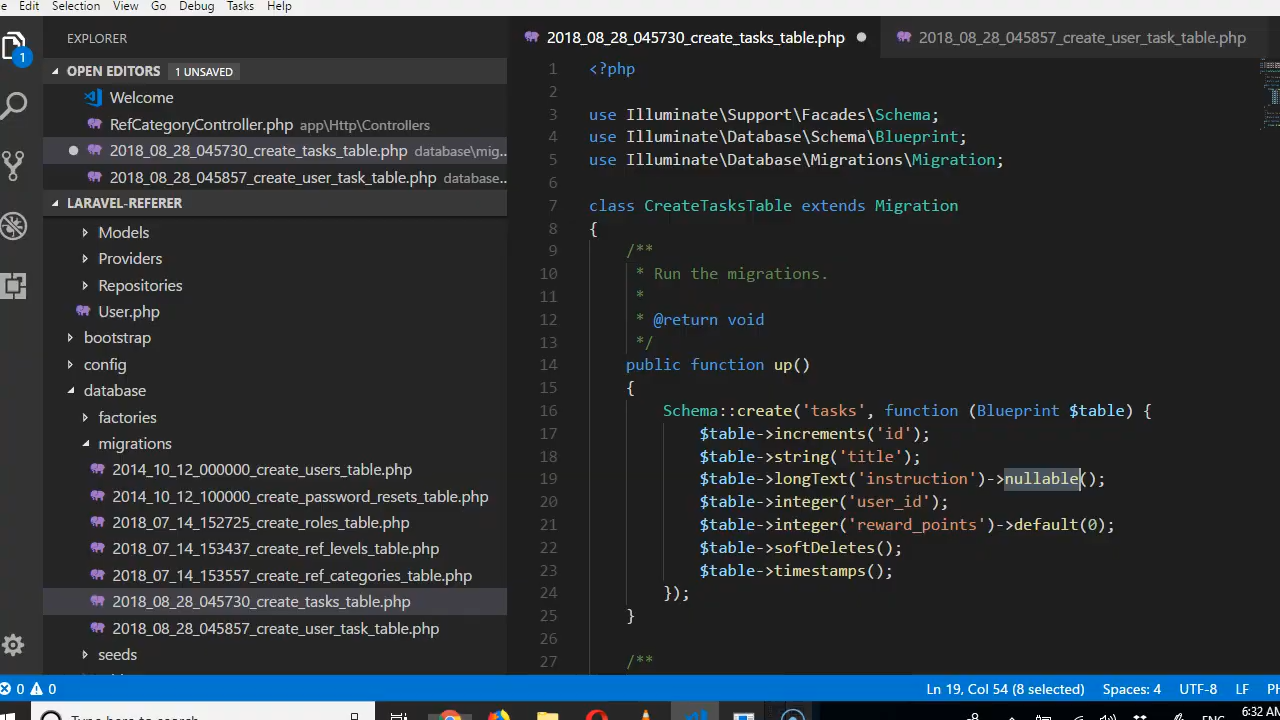 e Edit Selection View Go Debug Tasks Help
EXPLORER
1
OPEN EDITORS 1 UNSAVED
Welcome
RefCategoryController.php app\Http\Controllers
2018_08_28_045730_create_tasks_table.php database\mig...
2018_08_28_045857_create_user_task_table.php database...
LARAVEL-REFERER
Models
Providers
Repositories
User.php
bootstrap
config
database
factories
migrations
2014_10_12_000000_create_users_table.php
2014_10_12_100000_create_password_resets_table.php
2018_07_14_152725_create_roles_table.php
2018_07_14_153437_create_ref_levels_table.php
2018_07_14_153557_create_ref_categories_table.php
2018_08_28_045730_create_tasks_table.php
2018_08_28_045857_create_user_task_table.php
seeds
2018_08_28_045730_create_tasks_table.php 2018_08_28_045857_create_user_task_table.php
1 <?php
2
3 use Illuminate\Support\Facades\Schema;
4 use Illuminate\Database\Schema\Blueprint;
5 use Illuminate\Database\Migrations\Migration;
6
7 class CreateTasksTable extends Migration
8 {
9 /**
10 * Run the migrations.
11 *
12 * @return void
13 */
14 public function up()
15 {
16 Schema::create('tasks', function (Blueprint $table) {
17 $table->increments('id');
18 $table->string('title');
19 $table->longText('instruction')->nullable();
20 $table->integer('user_id');
21 $table->integer('reward_points')->default(0);
22 $table->softDeletes();
23 $table->timestamps();
24 });
25 }
26
27 /**
0 0 Ln 19, Col 54 (8 selected) Spaces: 4 UTF-8 LF PH
Type here to search ENG 6:32 AM